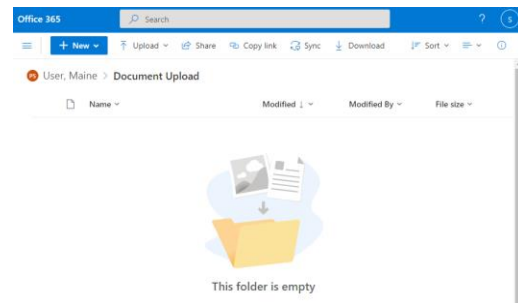 Office 365 Search ? S
+ New Upload Share Copy link Sync Download Sort
PS User, Maine > Document Upload
Name Modified ↓ Modified By File size
This folder is empty